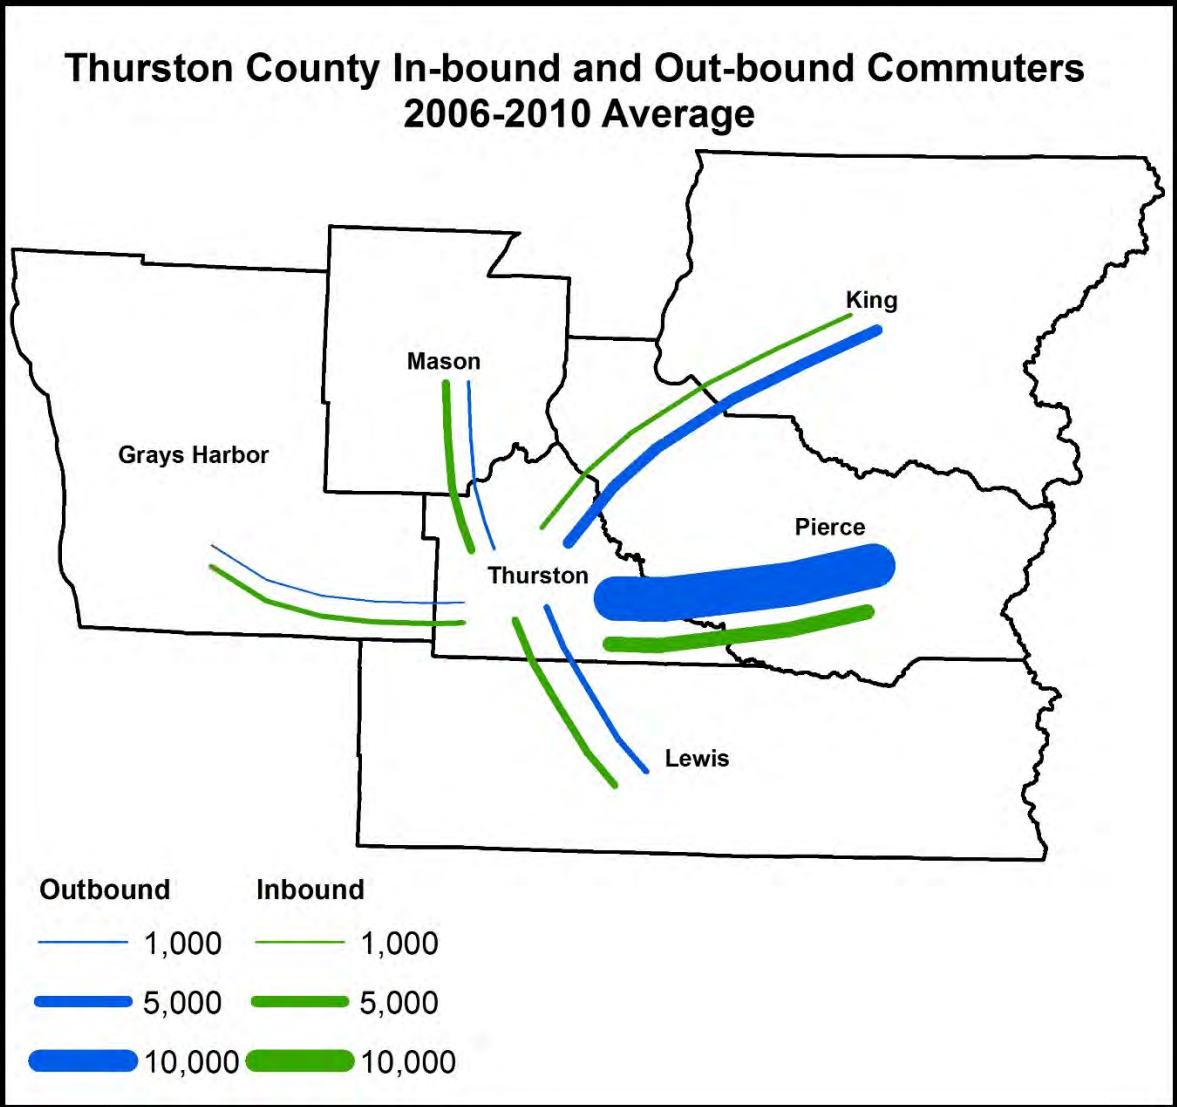 Thurston County In-bound and Out-bound Commuters
2006-2010 Average
King
Mason
Grays Harbor
Pierce
Thurston
Lewis
Outbound Inbound
1,000 1,000
5,000 5,000
10,000 10,000